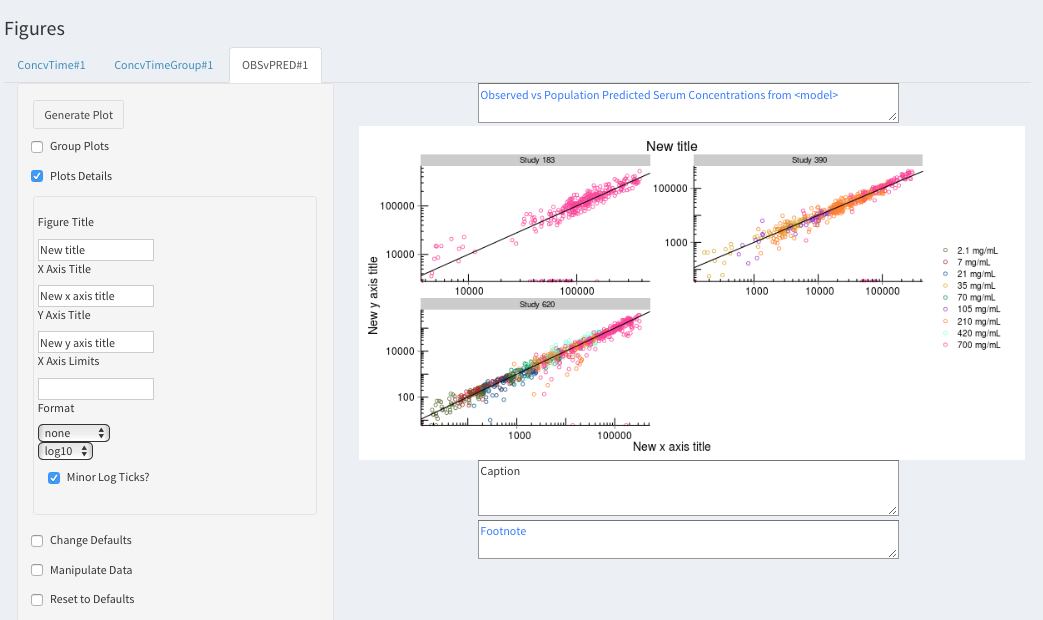 Figures
ConcvTime#1
ConcvTimeGroup#1
OBSvPRED#1
Generate Plot
Group Plots
Plots Details
Figure Title
New title
X Axis Title
New x axis title
Y Axis Title
New y axis title
X Axis Limits
Format
none
log10
Minor Log Ticks?
Change Defaults
Manipulate Data
Reset to Defaults
Observed vs Population Predicted Serum Concentrations from <model>
New title
New y axis title
Study 183
100000
10000
10000
100000
Study 390
100000
1000
1000
10000
100000
Study 620
10000
100
1000
100000
New x axis title
2.1 mg/mL
7 mg/mL
21 mg/mL
35 mg/mL
70 mg/mL
105 mg/mL
210 mg/mL
420 mg/mL
700 mg/mL
Caption
Footnote